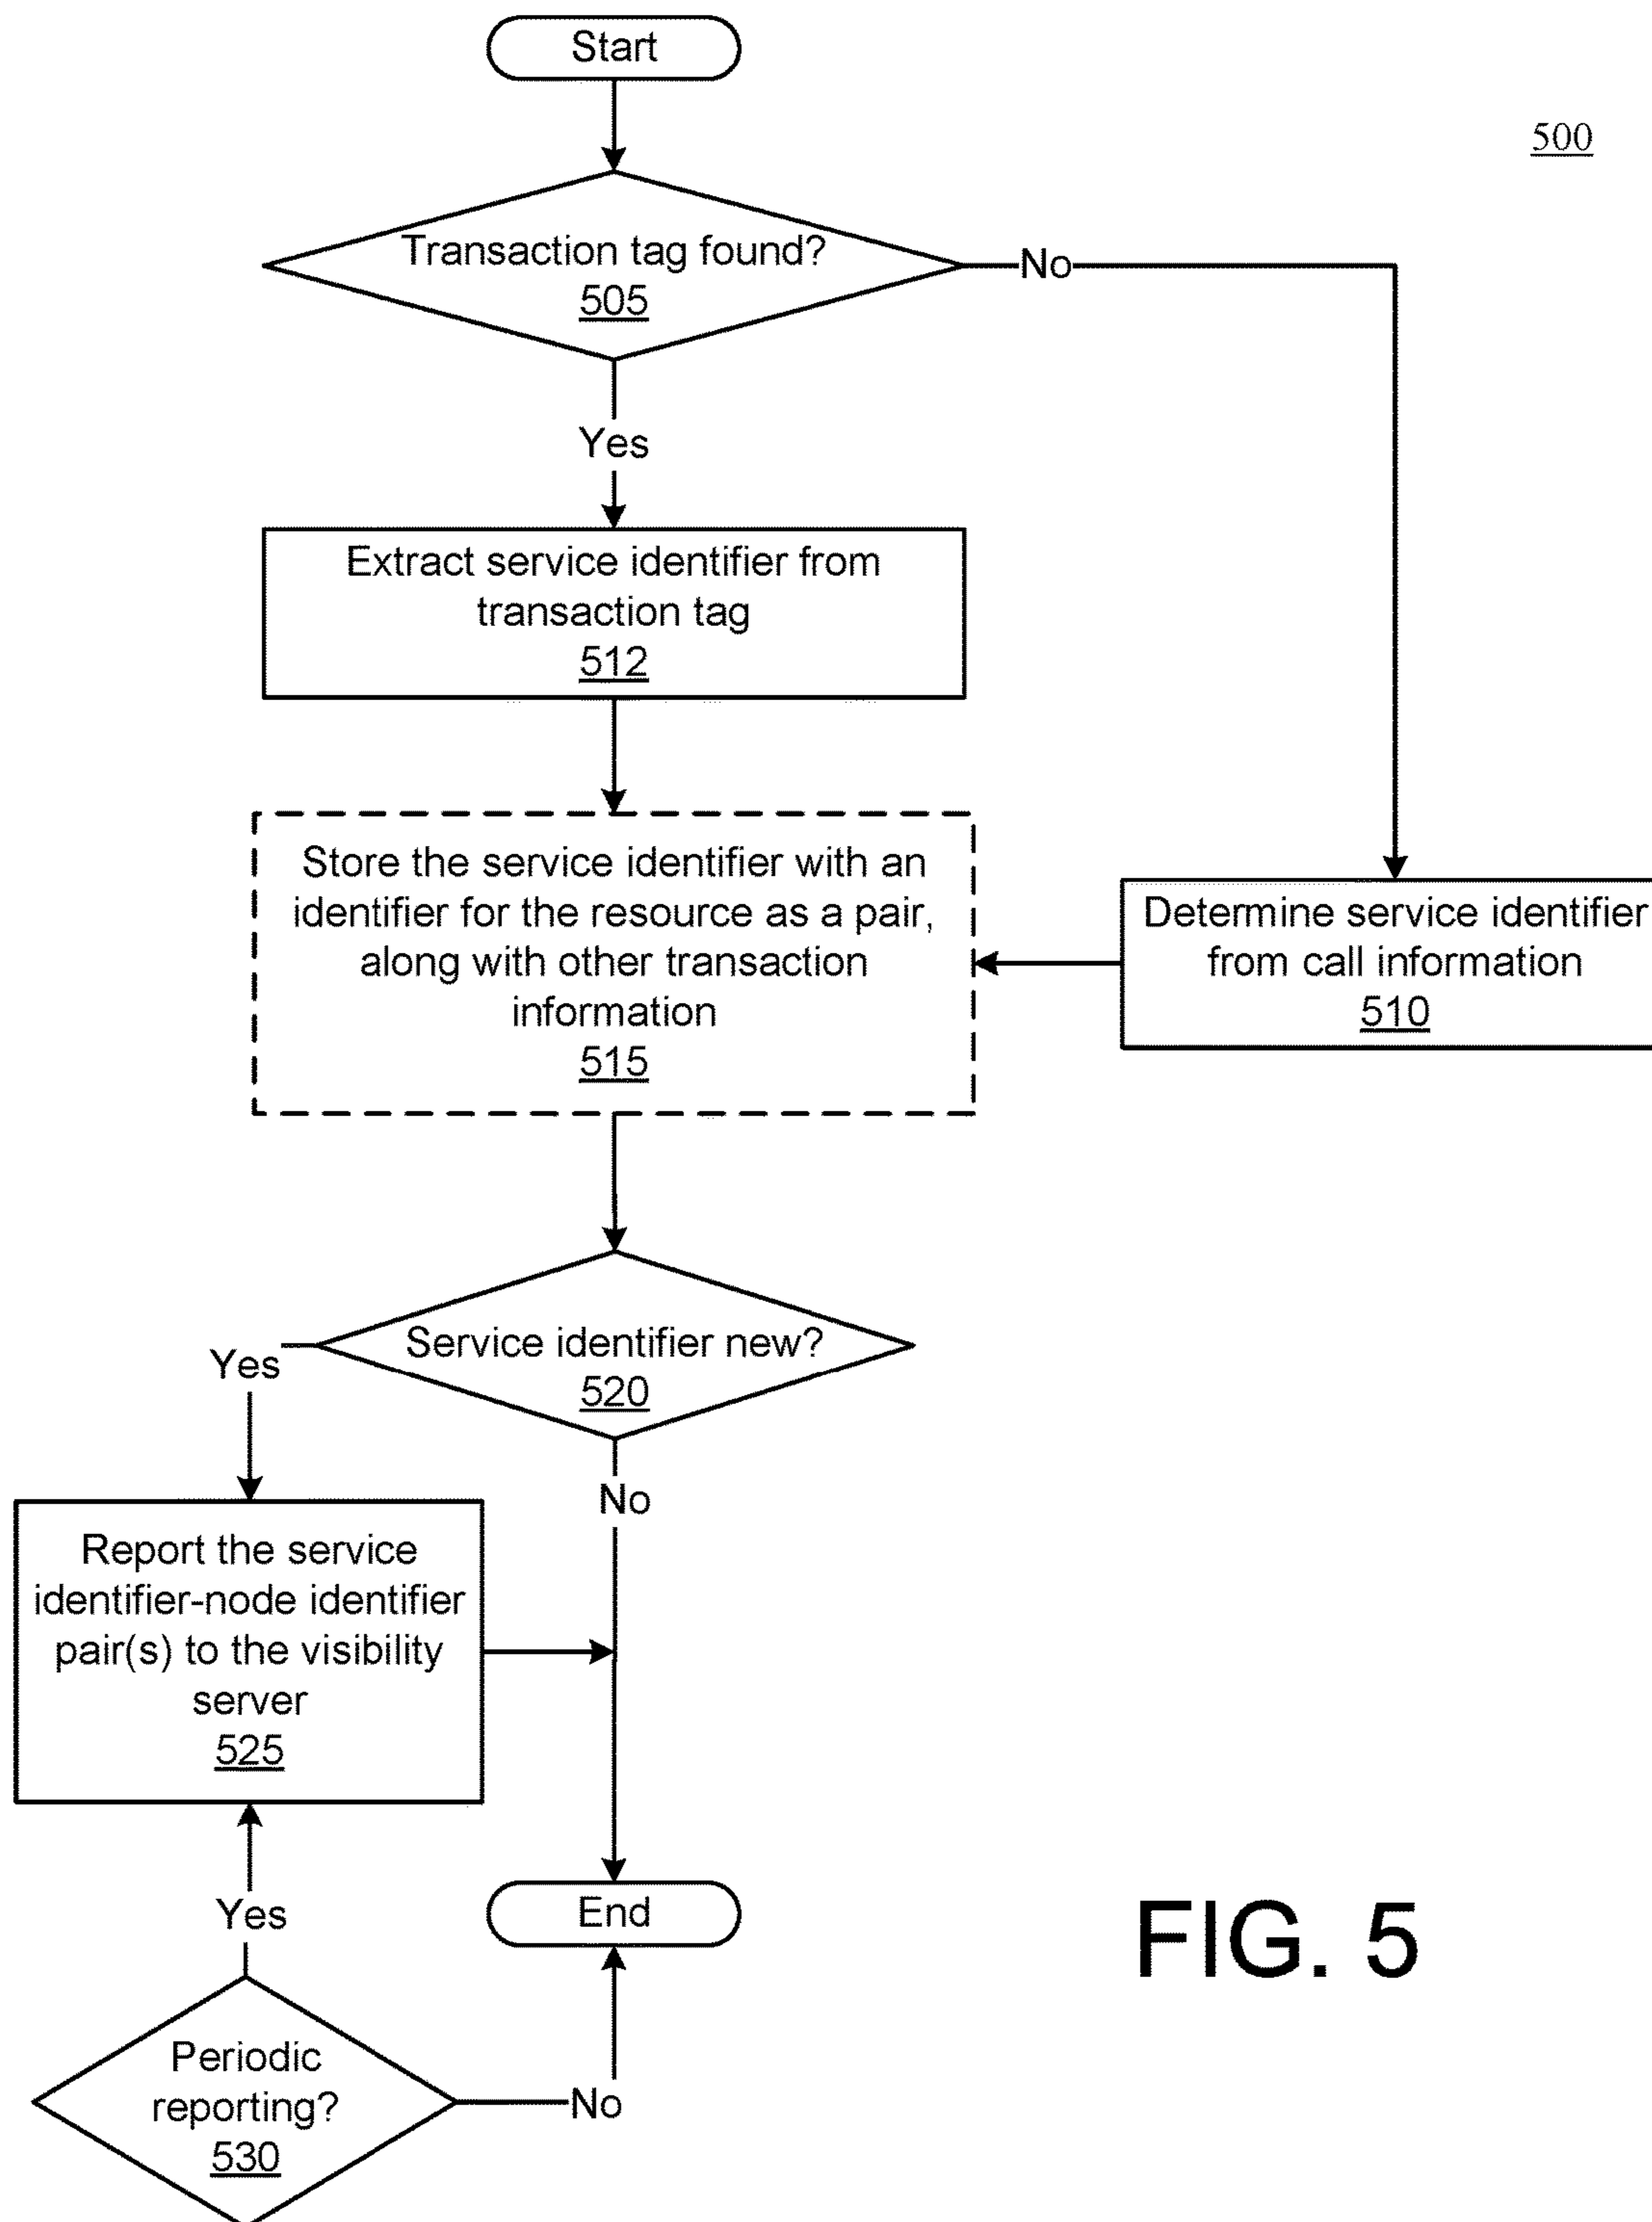 Start
500
Transaction tag found?
505
No
Yes
Extract service identifier from
transaction tag
512
Store the service identifier with an
identifier for the resource as a pair,
along with other transaction
information
515
Determine service identifier
from call information
510
Service identifier new?
520
Yes
No
Report the service
identifier-node identifier
pair(s) to the visibility
server
525
Yes
End
Periodic
reporting?
530
No
FIG. 5